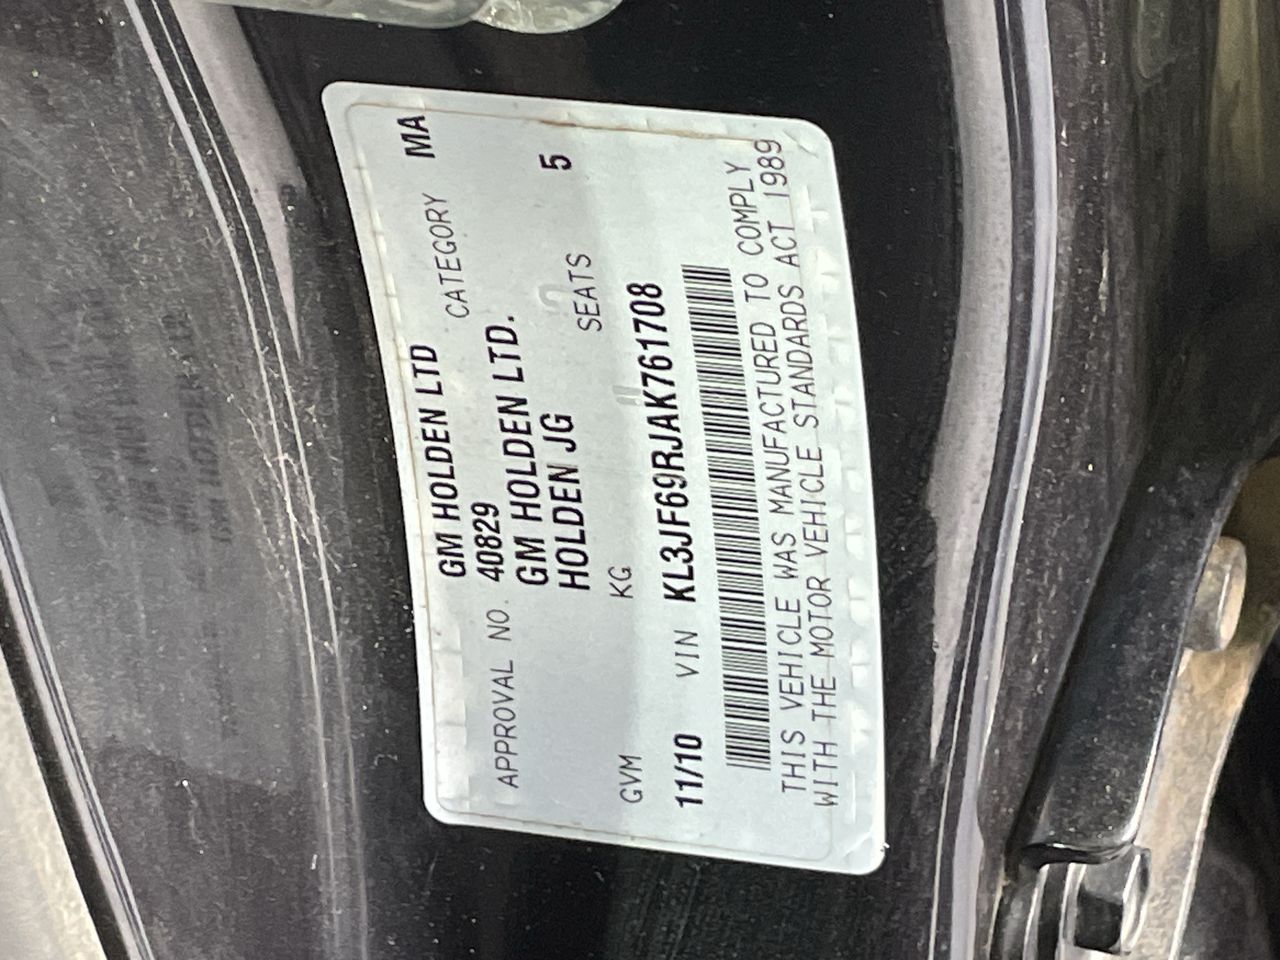 GM HOLDEN LTD
APPROVAL NO. 40829 CATEGORY MA
GM HOLDEN LTD.
HOLDEN JG SEATS 5
GVM KG
11/10 VIN KL3JF69RJAK761708
THIS VEHICLE WAS MANUFACTURED TO COMPLY
WITH THE MOTOR VEHICLE STANDARDS ACT 1989